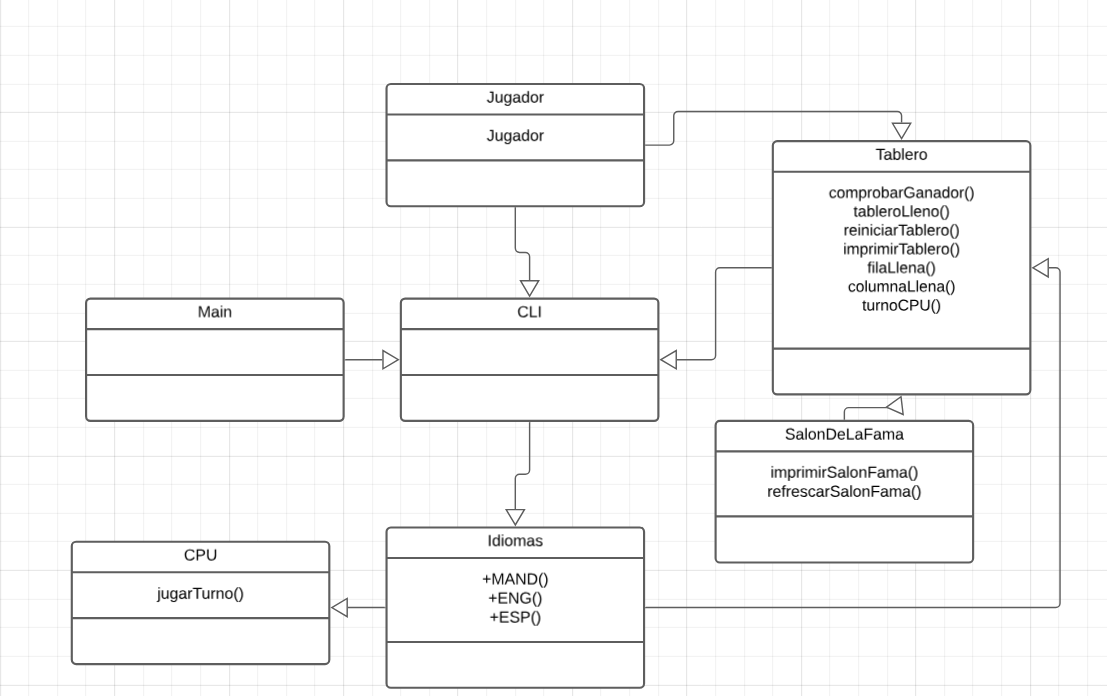 Jugador
Jugador
Tablero
comprobarGanador()
tableroLleno()
reiniciarTablero()
imprimirTablero()
filaLlena()
columnaLlena()
turnoCPU()
Main
CLI
SalonDeLaFama
imprimirSalonFama()
refrescarSalonFama()
CPU
jugarTurno()
Idiomas
+MAND()
+ENG()
+ESP()